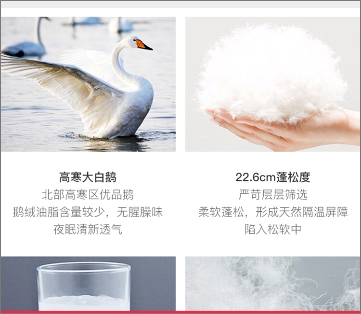 高寒大白鹅
北部高寒区优品鹅
鹅绒油脂含量较少，无腥臊味
夜眠清新透气
22.6cm蓬松度
严苛层层筛选
柔软蓬松，形成天然隔温屏障
陷入松软中